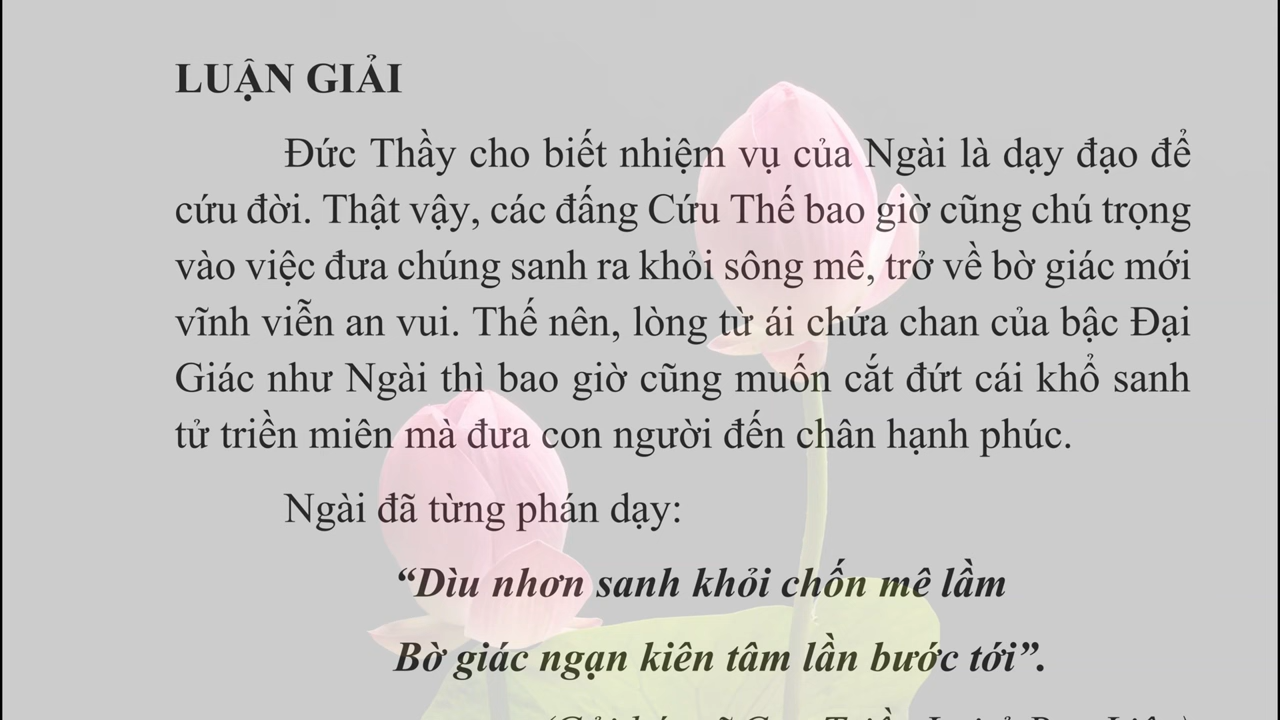 LUẬN GIẢI
Đức Thầy cho biết nhiệm vụ của Ngài là dạy đạo để
cứu đời. Thật vậy, các đấng Cứu Thế bao giờ cũng chú trọng
vào việc đưa chúng sanh ra khỏi sông mê, trở về bờ giác mới
vĩnh viễn an vui. Thế nên, lòng từ ái chứa chan của bậc Đại
Giác như Ngài thì bao giờ cũng muốn cắt đứt cái khổ sanh
tử triền miên mà đưa con người đến chân hạnh phúc.
Ngài đã từng phán dạy:
“Dìu nhơn sanh khỏi chốn mê lầm
Bờ giác ngạn kiên tâm lần bước tới”.